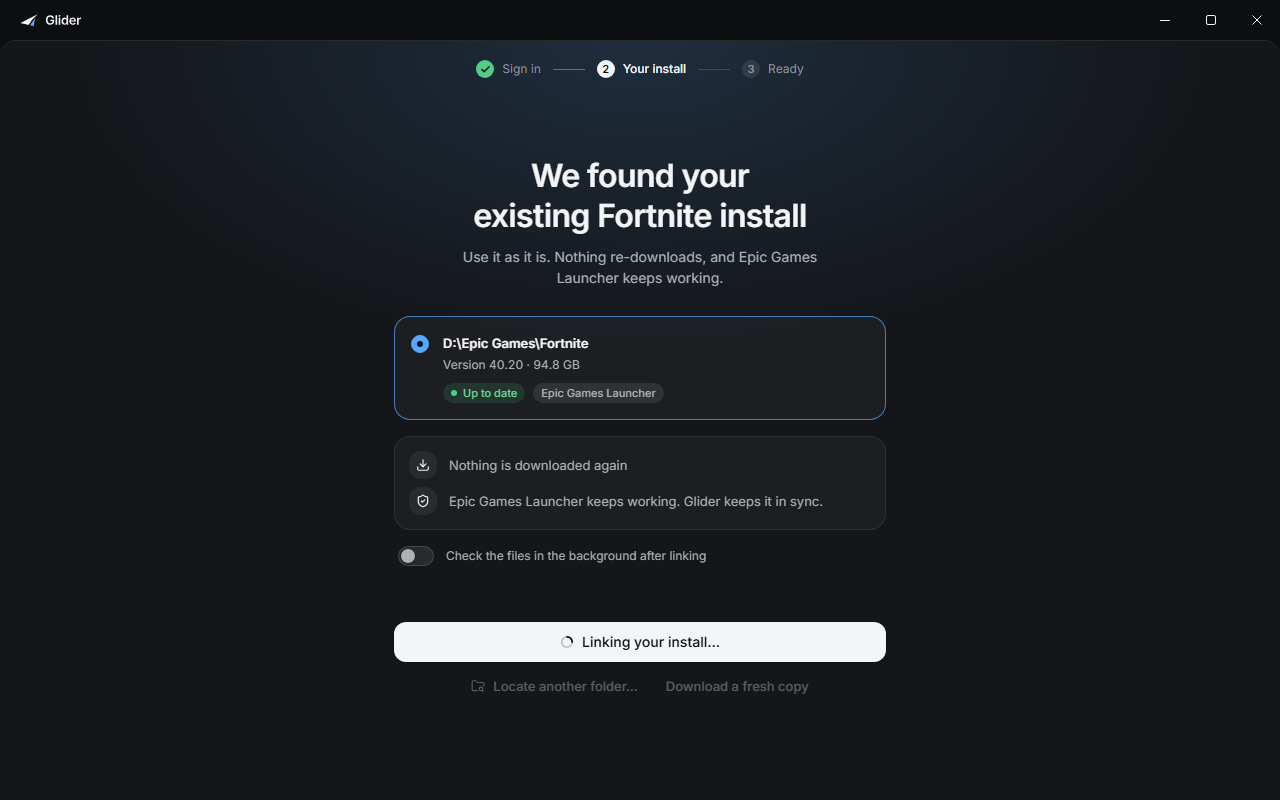 Glider
Sign in
2
Your install
3
Ready
We found your
existing Fortnite install
Use it as it is. Nothing re-downloads, and Epic Games
Launcher keeps working.
D:\Epic Games\Fortnite
Version 40.20 · 94.8 GB
Up to date
Epic Games Launcher
Nothing is downloaded again
Epic Games Launcher keeps working. Glider keeps it in sync.
Check the files in the background after linking
Linking your install...
Locate another folder...
Download a fresh copy